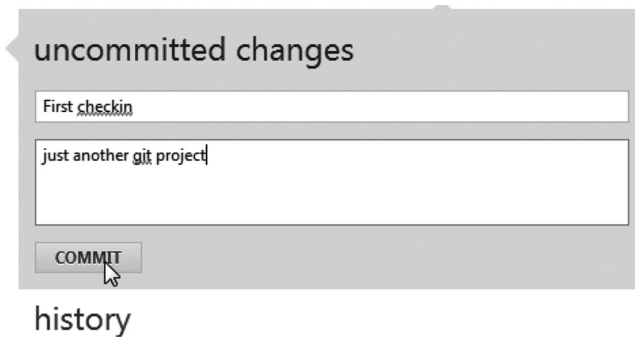 uncommitted changes
First checkin
just another git project
COMMIT
history